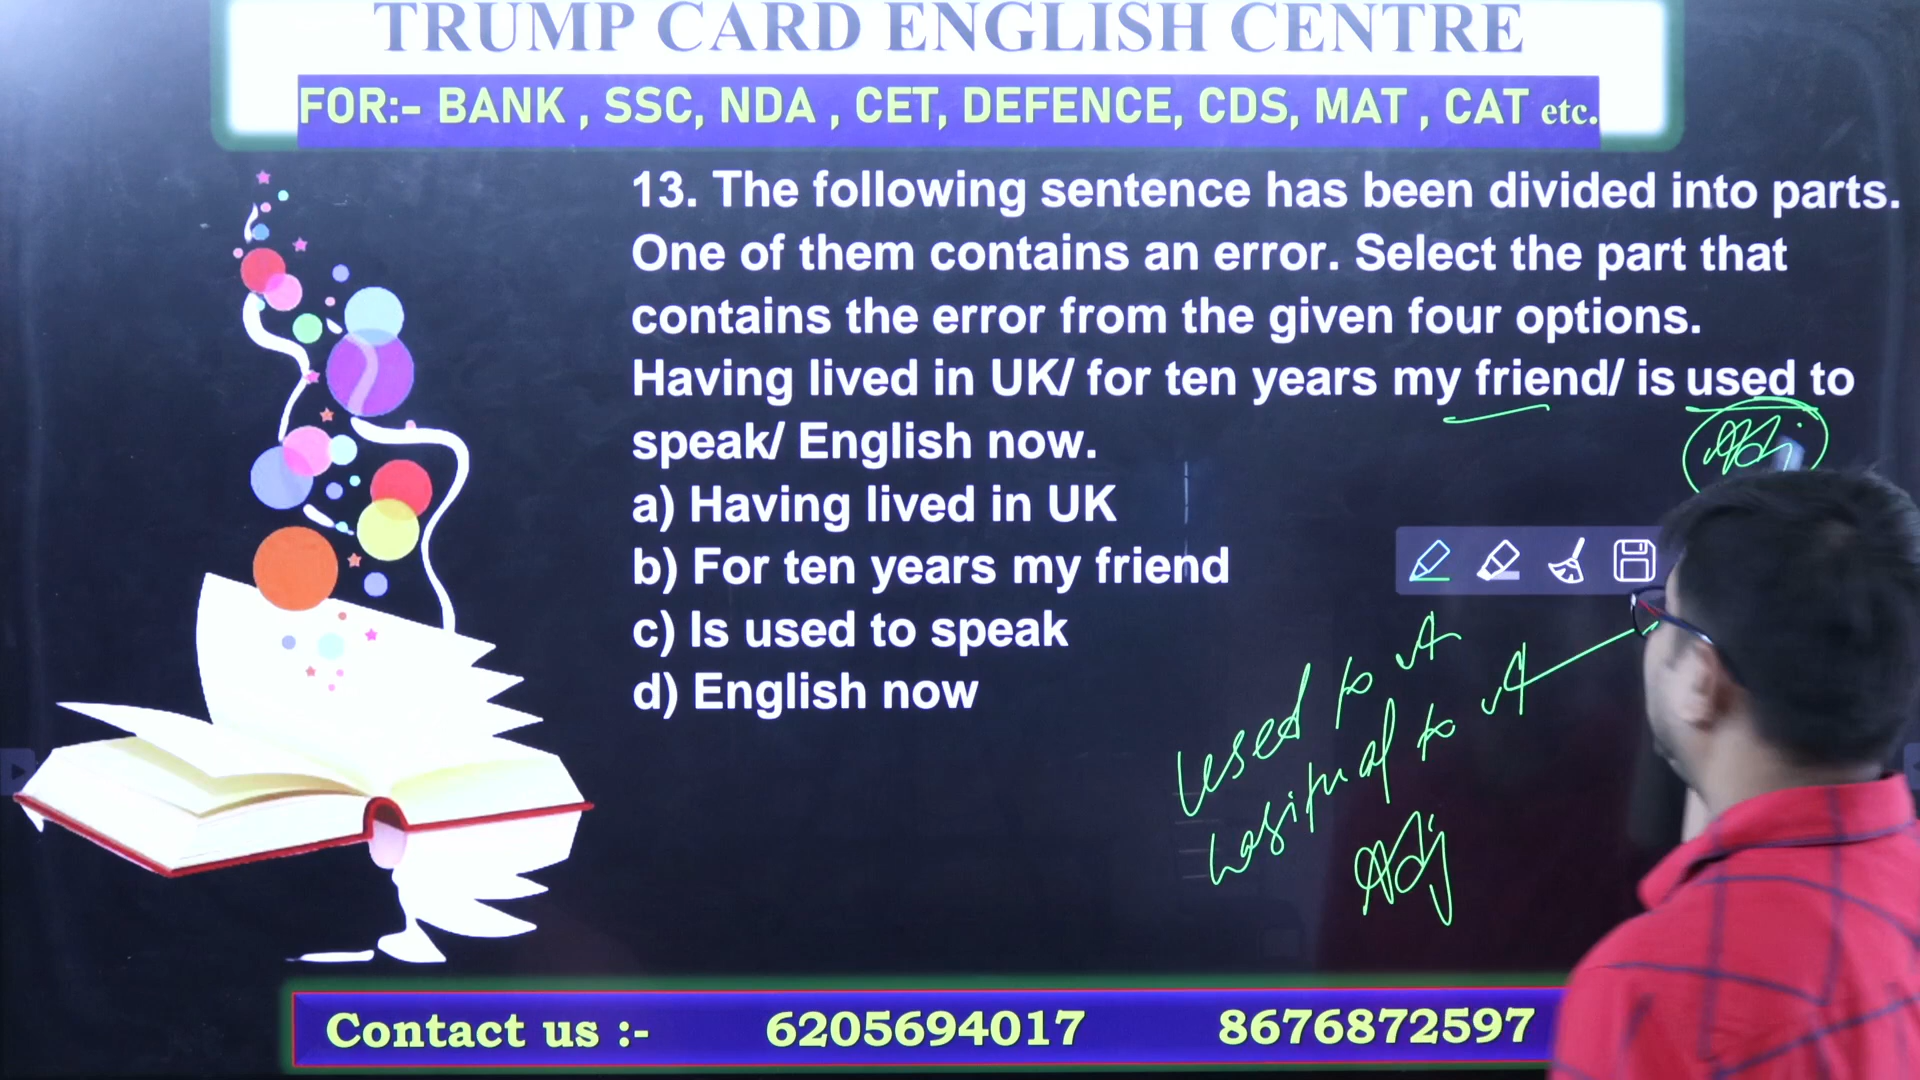 TRUMP CARD ENGLISH CENTRE
FOR:- BANK , SSC, NDA , CET, DEFENCE, CDS, MAT , CAT etc.
13. The following sentence has been divided into parts.
One of them contains an error. Select the part that
contains the error from the given four options.
Having lived in UK/ for ten years my friend/ is used to
speak/ English now.
a) Having lived in UK
b) For ten years my friend
c) Is used to speak
d) English now
Adj
used to
habitual to
Adj
Contact us :- 6205694017 8676872597